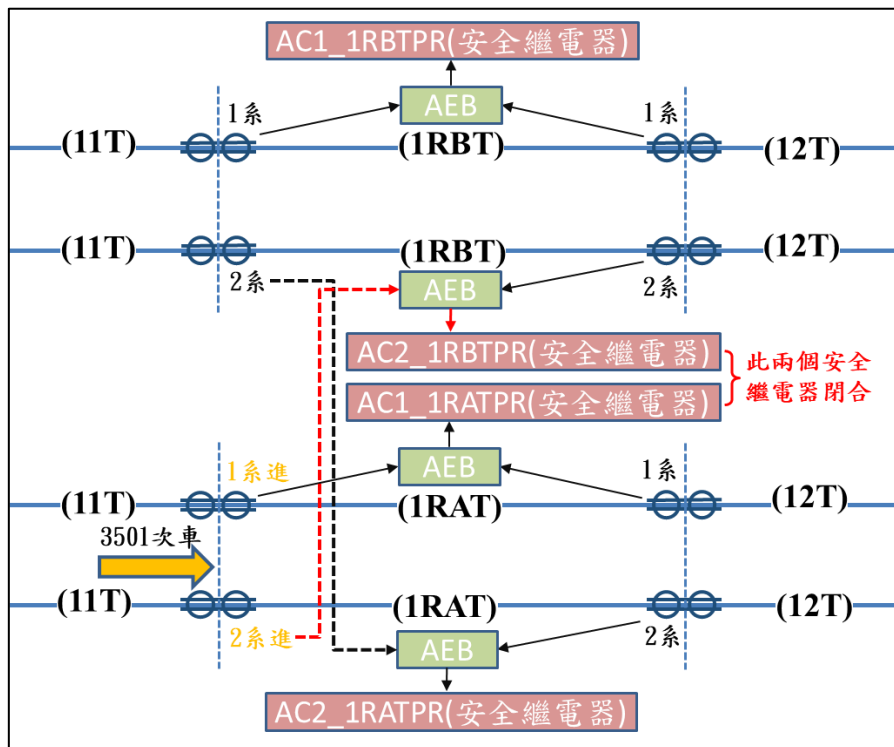 AC1_1RBTPR(安全繼電器)
AEB
1系
1系
(11T)
(1RBT)
(12T)
(11T)
(1RBT)
(12T)
2系
AEB
2系
AC2_1RBTPR(安全繼電器)
AC1_1RATPR(安全繼電器)
此兩個安全
繼電器閉合
1系進
AEB
1系
(11T)
(1RAT)
(12T)
3501次車
(11T)
(1RAT)
(12T)
2系進
AEB
2系
AC2_1RATPR(安全繼電器)